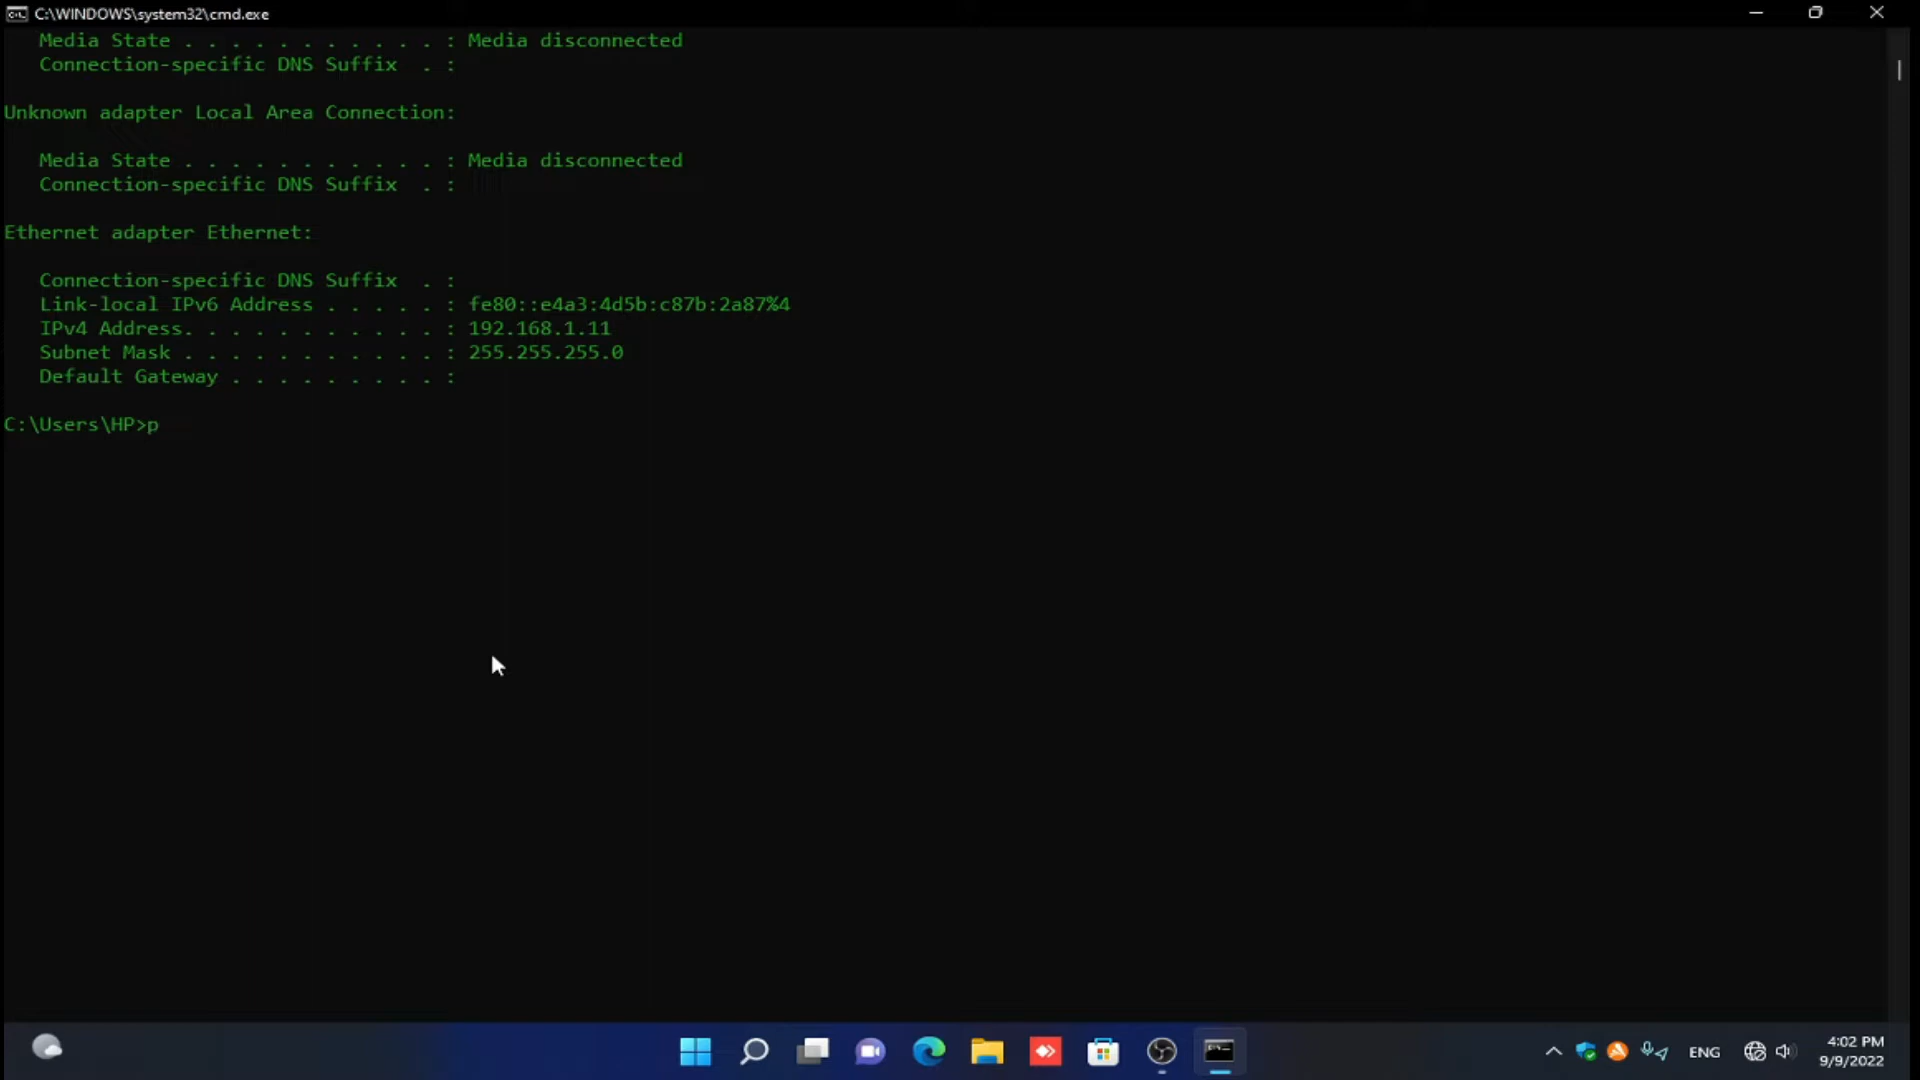 C:\WINDOWS\system32\cmd.exe
Media State . . . . . . . . . . . : Media disconnected
Connection-specific DNS Suffix  . :
Unknown adapter Local Area Connection:
Media State . . . . . . . . . . . : Media disconnected
Connection-specific DNS Suffix  . :
Ethernet adapter Ethernet:
Connection-specific DNS Suffix  . :
Link-local IPv6 Address . . . . . : fe80::e4a3:4d5b:c87b:2a87%4
IPv4 Address. . . . . . . . . . . : 192.168.1.11
Subnet Mask . . . . . . . . . . . : 255.255.255.0
Default Gateway . . . . . . . . . :
C:\Users\HP>p
ENG
4:02 PM
9/9/2022